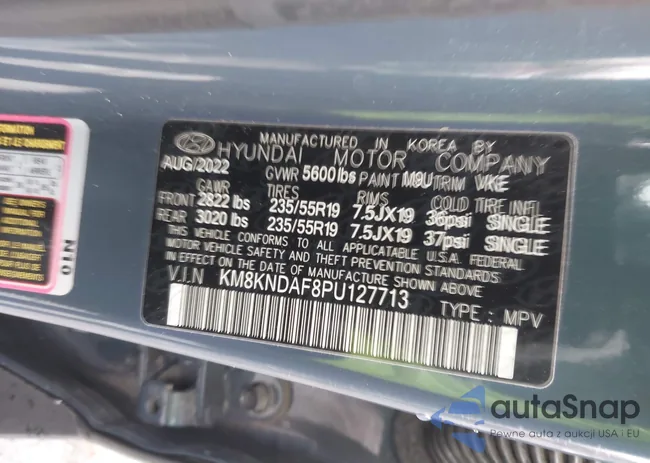 MANUFACTURED IN KOREA BY
HYUNDAI MOTOR COMPANY
AUG/2022 GVWR 5600 lbs PAINT M9U TRIM VKE
GAWR TIRES RIMS COLD TIRE INFL
FRONT 2822 lbs 235/55R19 7.5JX19 36psi SINGLE
REAR 3020 lbs 235/55R19 7.5JX19 37psi SINGLE
THIS VEHICLE CONFORMS TO ALL APPLICATABLE U.S.A. FEDERAL
MOTOR VEHICLE SAFETY AND THEFT PREVENTION STANDARDS
IN EFFECT ON THE DATE OF MANUFACTURE SHOWN ABOVE
V.I.N KM8KNDAF8PU127713
TYPE : MPV
N10
autaSnap
Pewne auta z aukcji USA i EU